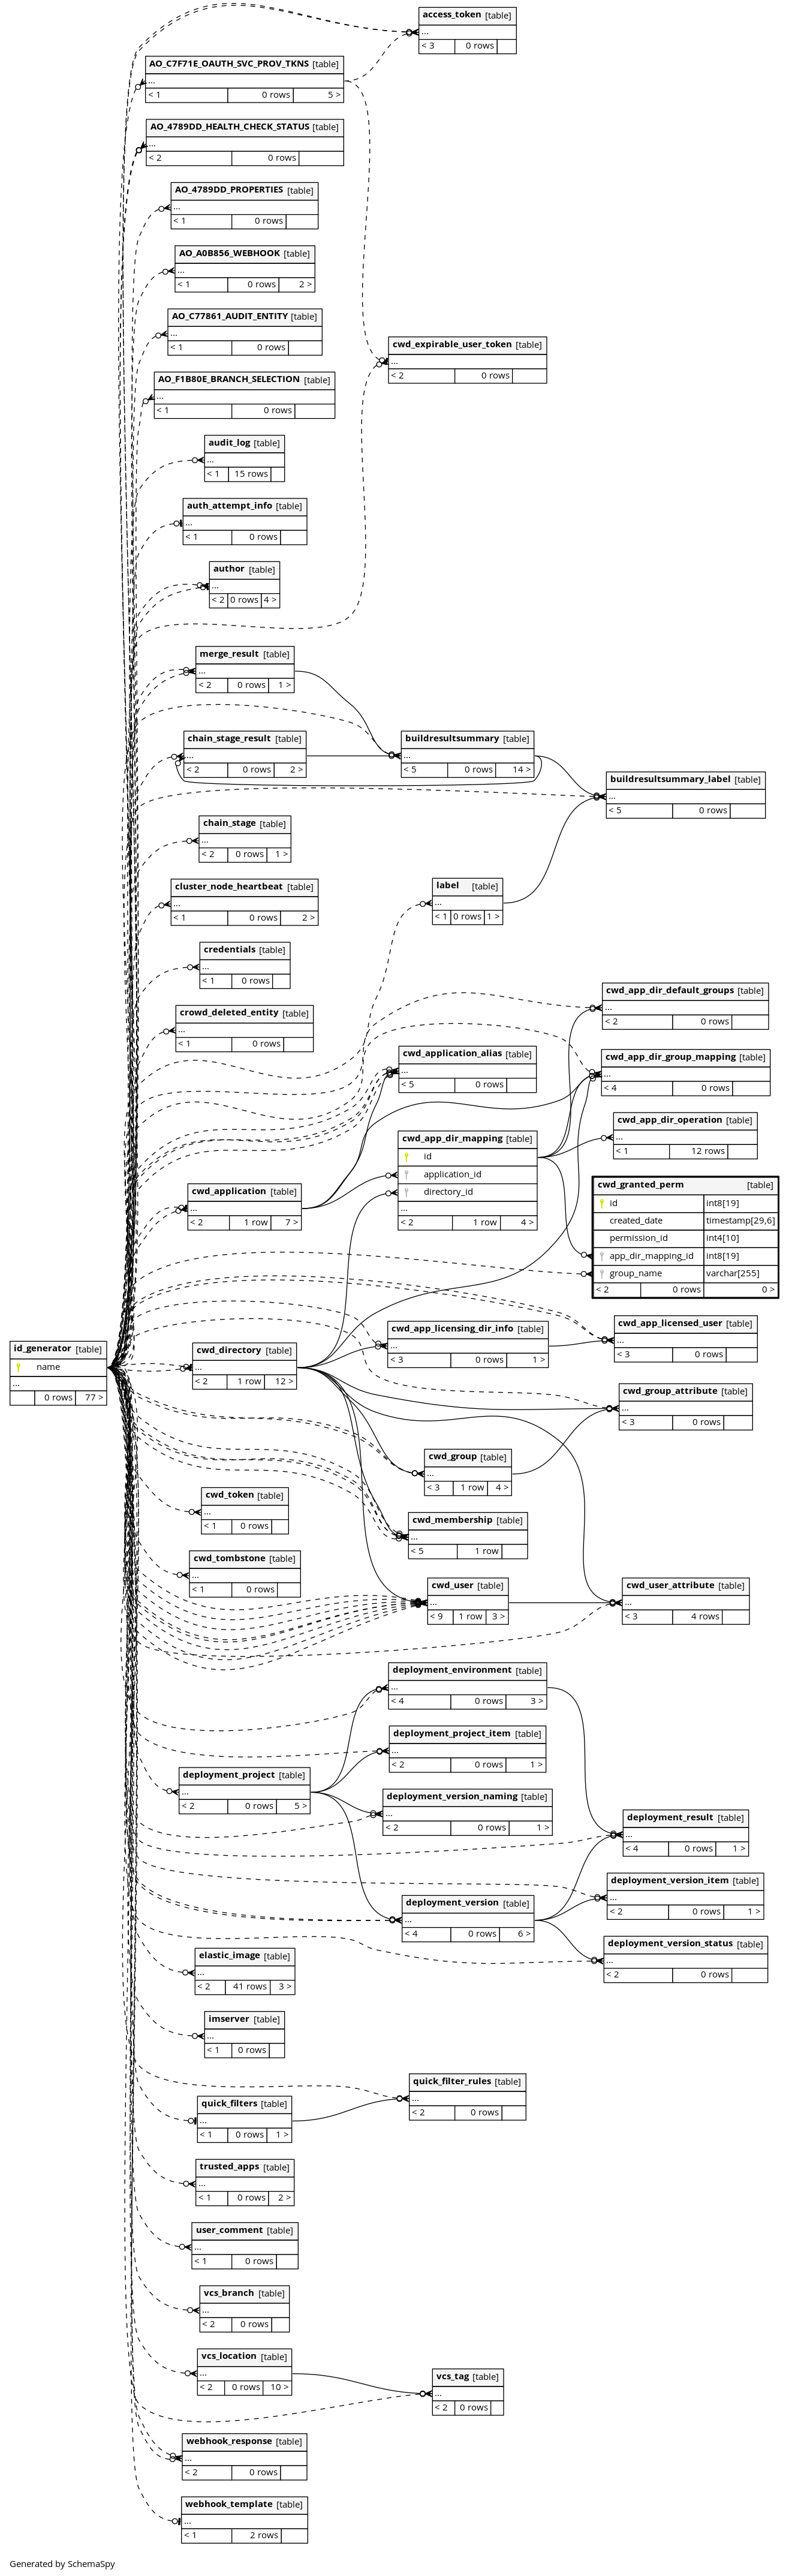 access_token [table]
...
< 3 0 rows
AO_C7F71E_OAUTH_SVC_PROV_TKNS [table]
...
< 1 0 rows 5 >
AO_4789DD_HEALTH_CHECK_STATUS [table]
...
< 2 0 rows
AO_4789DD_PROPERTIES [table]
...
< 1 0 rows
AO_A0B856_WEBHOOK [table]
...
< 1 0 rows 2 >
AO_C77861_AUDIT_ENTITY [table]
...
< 1 0 rows
cwd_expirable_user_token [table]
...
< 2 0 rows
AO_F1B80E_BRANCH_SELECTION [table]
...
< 1 0 rows
audit_log [table]
...
< 1 15 rows
auth_attempt_info [table]
...
< 1 0 rows
author [table]
...
< 2 0 rows 4 >
merge_result [table]
...
< 2 0 rows 1 >
chain_stage_result [table]
...
< 2 0 rows 2 >
buildresultsummary [table]
...
< 5 0 rows 14 >
buildresultsummary_label [table]
...
< 5 0 rows
chain_stage [table]
...
< 2 0 rows 1 >
cluster_node_heartbeat [table]
...
< 1 0 rows 2 >
label [table]
...
< 1 0 rows 1 >
credentials [table]
...
< 1 0 rows
cwd_app_dir_default_groups [table]
...
< 2 0 rows
crowd_deleted_entity [table]
...
< 1 0 rows
cwd_application_alias [table]
...
< 5 0 rows
cwd_app_dir_group_mapping [table]
...
< 4 0 rows
cwd_app_dir_operation [table]
...
< 1 12 rows
cwd_app_dir_mapping [table]
id
application_id
directory_id
...
< 2 1 row 4 >
cwd_application [table]
...
< 2 1 row 7 >
cwd_granted_perm [table]
id int8[19]
created_date timestamp[29,6]
permission_id int4[10]
app_dir_mapping_id int8[19]
group_name varchar[255]
< 2 0 rows 0 >
id_generator [table]
name
...
0 rows 77 >
cwd_directory [table]
...
< 2 1 row 12 >
cwd_app_licensing_dir_info [table]
...
< 3 0 rows 1 >
cwd_app_licensed_user [table]
...
< 3 0 rows
cwd_group_attribute [table]
...
< 3 0 rows
cwd_group [table]
...
< 3 1 row 4 >
cwd_token [table]
...
< 1 0 rows
cwd_membership [table]
...
< 5 1 row
cwd_tombstone [table]
...
< 1 0 rows
cwd_user [table]
...
< 9 1 row 3 >
cwd_user_attribute [table]
...
< 3 4 rows
deployment_environment [table]
...
< 4 0 rows 3 >
deployment_project_item [table]
...
< 2 0 rows 1 >
deployment_project [table]
...
< 2 0 rows 5 >
deployment_version_naming [table]
...
< 2 0 rows 1 >
deployment_result [table]
...
< 4 0 rows 1 >
deployment_version_item [table]
...
< 2 0 rows 1 >
deployment_version [table]
...
< 4 0 rows 6 >
deployment_version_status [table]
...
< 2 0 rows
elastic_image [table]
...
< 2 41 rows 3 >
imserver [table]
...
< 1 0 rows
quick_filter_rules [table]
...
< 2 0 rows
quick_filters [table]
...
< 1 0 rows 1 >
trusted_apps [table]
...
< 1 0 rows 2 >
user_comment [table]
...
< 1 0 rows
vcs_branch [table]
...
< 2 0 rows
vcs_location [table]
...
< 2 0 rows 10 >
vcs_tag [table]
...
< 2 0 rows
webhook_response [table]
...
< 2 0 rows
webhook_template [table]
...
< 1 2 rows
Generated by SchemaSpy